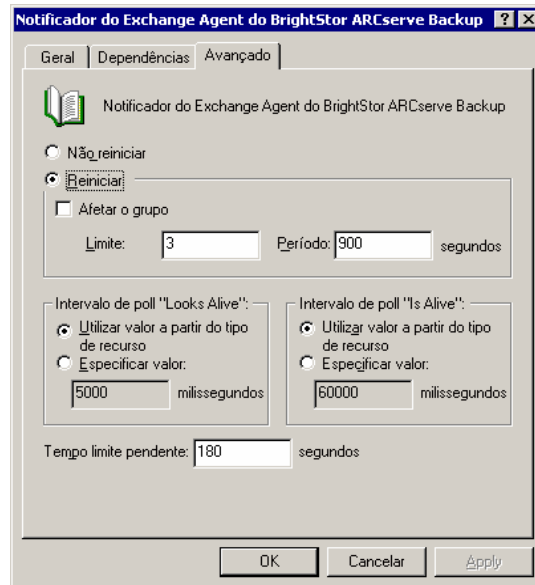 Notificador do Exchange Agent do BrightStor ARCserve Backup
Geral Dependências Avançado
Notificador do Exchange Agent do BrightStor ARCserve Backup
Não reiniciar
Reiniciar
Afetar o grupo
Limite: 3 Período: 900 segundos
Intervalo de poll "Looks Alive":
Utilizar valor a partir do tipo
de recurso
Especificar valor:
5000 milissegundos
Intervalo de poll "Is Alive":
Utilizar valor a partir do tipo
de recurso
Especificar valor:
60000 milissegundos
Tempo limite pendente: 180 segundos
OK Cancelar Apply